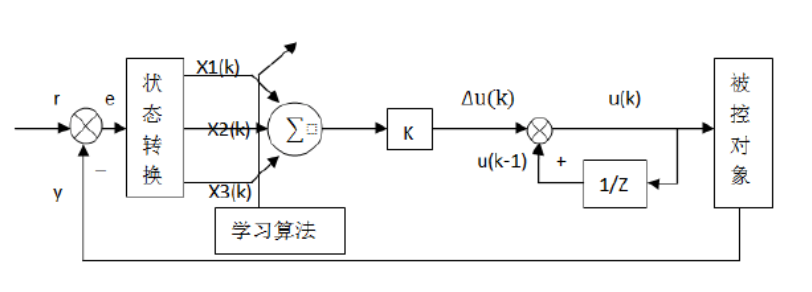 X1(k)
Δu(k)
u(k)
r
e
状态转换
X2(k)
∑
K
被控对象
y
−
X3(k)
u(k-1)
+
1/Z
学习算法